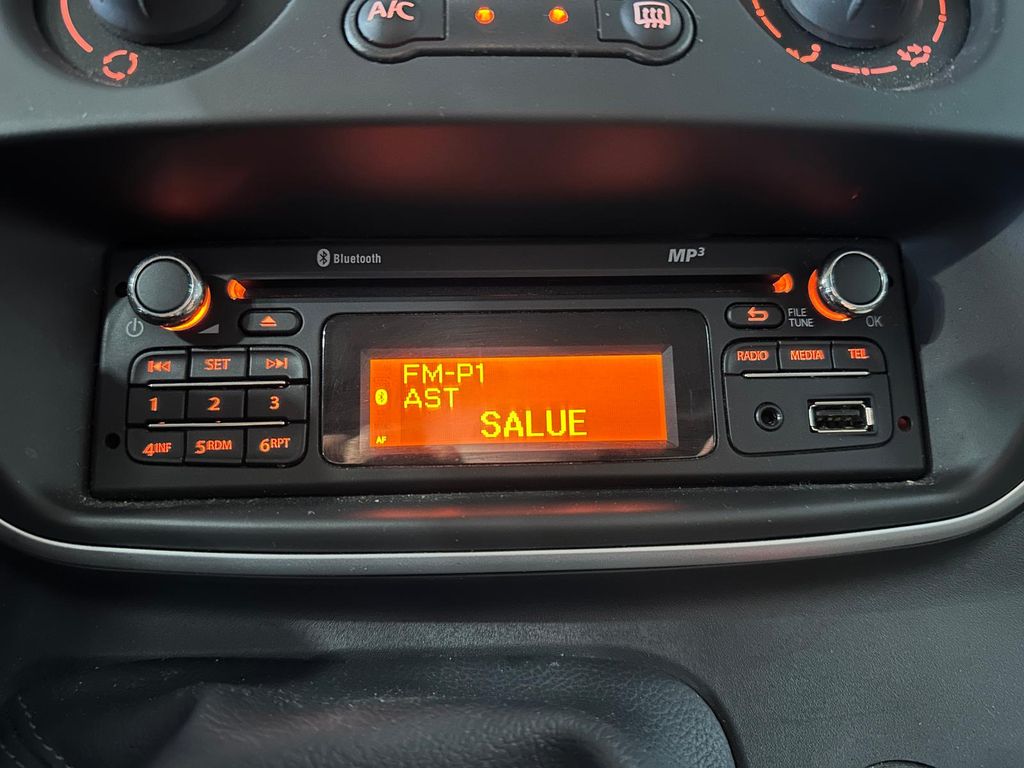 A/C
Bluetooth
MP³
FILE
TUNE
OK
SET
RADIO
MEDIA
TEL
1
2
3
4INF
5RDM
6RPT
FM-P1
AST
SALUE
AF